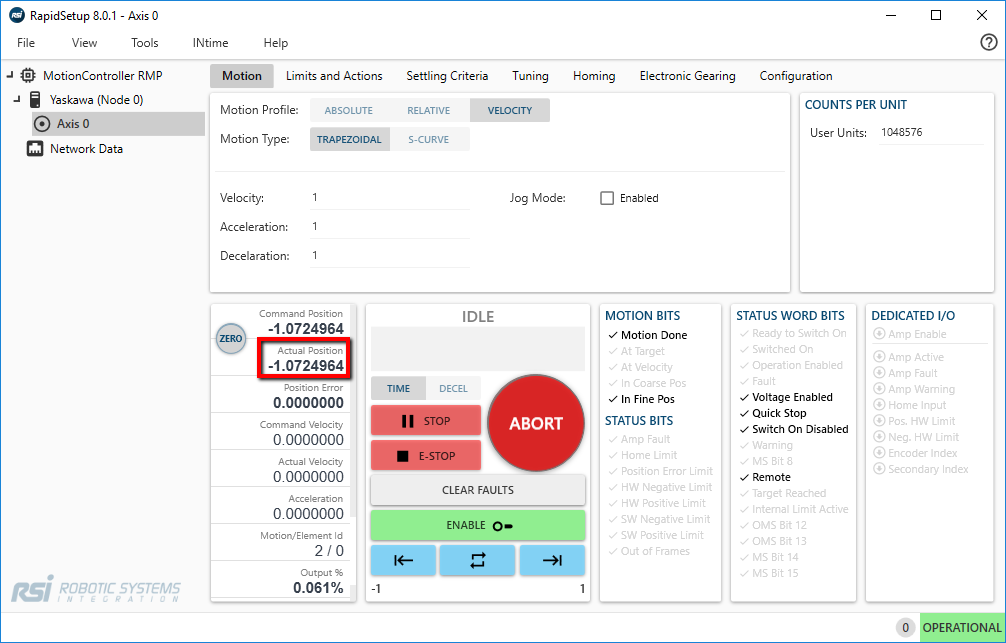 RSI RapidSetup 8.0.1 - Axis 0
File View Tools INtime Help
MotionController RMP
Yaskawa (Node 0)
Axis 0
Network Data
Motion Limits and Actions Settling Criteria Tuning Homing Electronic Gearing Configuration
Motion Profile: ABSOLUTE RELATIVE VELOCITY
Motion Type: TRAPEZOIDAL S-CURVE
Velocity: 1
Jog Mode: Enabled
Acceleration: 1
Decelaration: 1
COUNTS PER UNIT
User Units: 1048576
ZERO
Command Position
-1.0724964
Actual Position
-1.0724964
Position Error
0.0000000
Command Velocity
0.0000000
Actual Velocity
0.0000000
Acceleration
0.0000000
Motion/Element Id
2 / 0
Output %
0.061%
IDLE
TIME DECEL
STOP
E-STOP
ABORT
CLEAR FAULTS
ENABLE
-1 1
MOTION BITS
Motion Done
At Target
At Velocity
In Coarse Pos
In Fine Pos
STATUS BITS
Amp Fault
Home Limit
Position Error Limit
HW Negative Limit
HW Positive Limit
SW Negative Limit
SW Positive Limit
Out of Frames
STATUS WORD BITS
Ready to Switch On
Switched On
Operation Enabled
Fault
Voltage Enabled
Quick Stop
Switch On Disabled
Warning
MS Bit 8
Remote
Target Reached
Internal Limit Active
OMS Bit 12
OMS Bit 13
MS Bit 14
MS Bit 15
DEDICATED I/O
Amp Enable
Amp Active
Amp Fault
Amp Warning
Home Input
Pos. HW Limit
Neg. HW Limit
Encoder Index
Secondary Index
RSI ROBOTIC SYSTEMS
INTEGRATION
0 OPERATIONAL